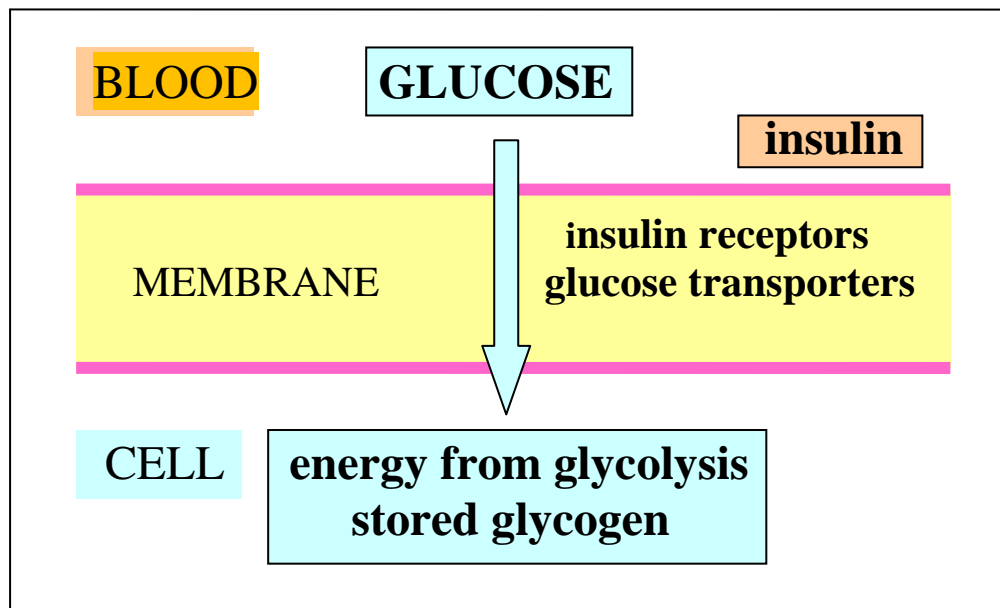 BLOOD
GLUCOSE
insulin
insulin receptors
MEMBRANE
glucose transporters
CELL
energy from glycolysis
stored glycogen